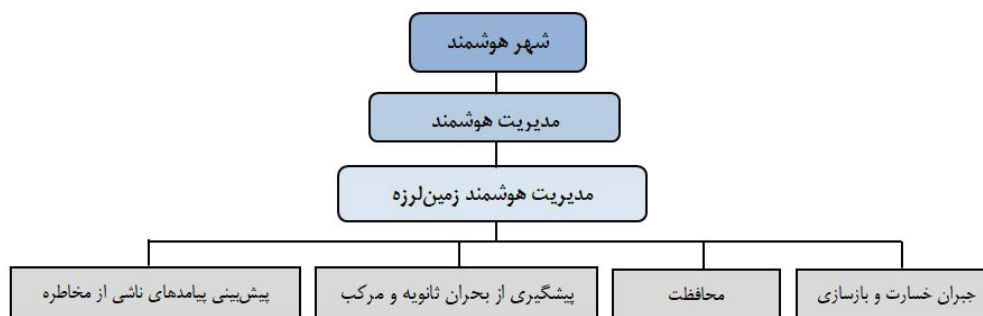 شهر هوشمند
مدیریت هوشمند
مدیریت هوشمند زمین‌لرزه
جبران خسارت و بازسازی
محافظت
پیشگیری از بحران ثانویه و مرکب
پیش‌بینی پیامدهای ناشی از مخاطره